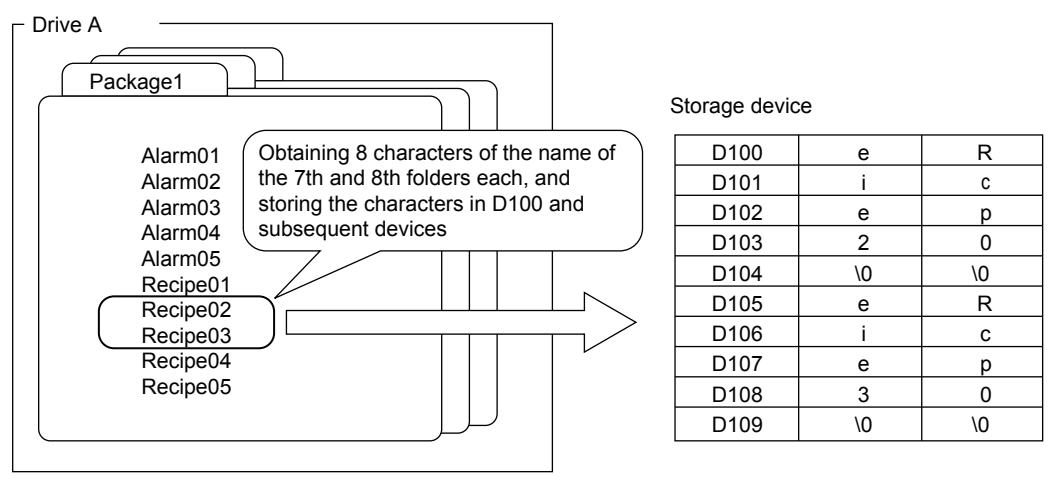 Drive A
Package1
Alarm01
Alarm02
Alarm03
Alarm04
Alarm05
Recipe01
Recipe02
Recipe03
Recipe04
Recipe05
Obtaining 8 characters of the name of
the 7th and 8th folders each, and
storing the characters in D100 and
subsequent devices
Storage device
D100 e R
D101 i c
D102 e p
D103 2 0
D104 \0 \0
D105 e R
D106 i c
D107 e p
D108 3 0
D109 \0 \0